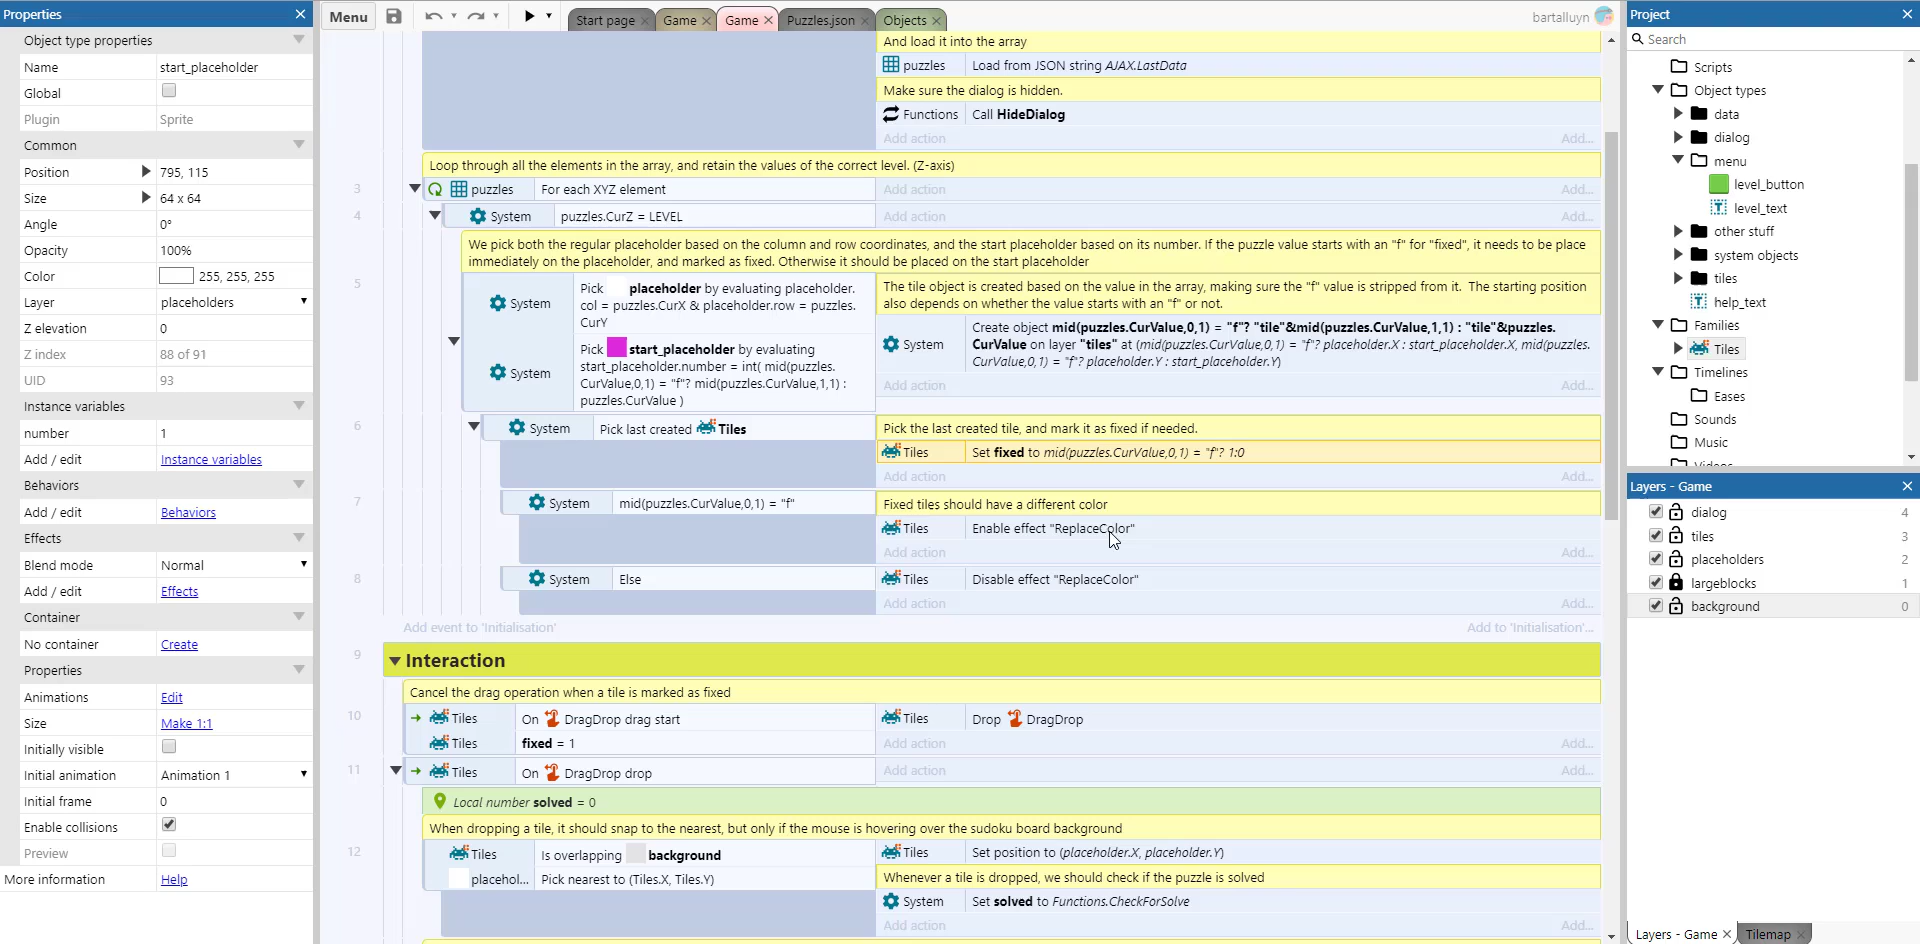 Properties
Object type properties
Name start_placeholder
Global
Plugin Sprite
Common
Position 795, 115
Size 64 x 64
Angle 0°
Opacity 100%
Color 255, 255, 255
Layer placeholders
Z elevation 0
Z index 88 of 91
UID 93
Instance variables
number 1
Add / edit Instance variables
Behaviors
Add / edit Behaviors
Effects
Blend mode Normal
Add / edit Effects
Container
No container Create
Properties
Animations Edit
Size Make 1:1
Initially visible
Initial animation Animation 1
Initial frame 0
Enable collisions
Preview
More information Help
Menu
Start page
Game
Game
Puzzles.json
Objects
bartalluyn
And load it into the array
puzzles Load from JSON string AJAX.LastData
Make sure the dialog is hidden.
Functions Call HideDialog
Add action Add...
Loop through all the elements in the array, and retain the values of the correct level. (Z-axis)
3 puzzles For each XYZ element Add action Add...
4 System puzzles.CurZ = LEVEL Add action Add...
We pick both the regular placeholder based on the column and row coordinates, and the start placeholder based on its number. If the puzzle value starts with an "f" for "fixed", it needs to be place
immediately on the placeholder, and marked as fixed. Otherwise it should be placed on the start placeholder
5 System Pick placeholder by evaluating placeholder.
col = puzzles.CurX & placeholder.row = puzzles.
CurY
System Pick start_placeholder by evaluating
start_placeholder.number = int( mid(puzzles.
CurValue,0,1) = "f"? mid(puzzles.CurValue,1,1) :
puzzles.CurValue )
The tile object is created based on the value in the array, making sure the "f" value is stripped from it. The starting position
also depends on whether the value starts with an "f" or not.
System Create object mid(puzzles.CurValue,0,1) = "f"? "tile"&mid(puzzles.CurValue,1,1) : "tile"&puzzles.
CurValue on layer "tiles" at (mid(puzzles.CurValue,0,1) = "f"? placeholder.X : start_placeholder.X, mid(puzzles.
CurValue,0,1) = "f"? placeholder.Y : start_placeholder.Y)
Add action Add...
6 System Pick last created Tiles
Pick the last created tile, and mark it as fixed if needed.
Tiles Set fixed to mid(puzzles.CurValue,0,1) = "f"? 1:0
Add action Add...
7 System mid(puzzles.CurValue,0,1) = "f"
Fixed tiles should have a different color
Tiles Enable effect "ReplaceColor"
Add action Add...
8 System Else
Tiles Disable effect "ReplaceColor"
Add action Add...
Add event to 'Initialisation' Add to 'Initialisation'...
9 Interaction
Cancel the drag operation when a tile is marked as fixed
10 Tiles On DragDrop drag start Tiles Drop DragDrop
Tiles fixed = 1 Add action Add...
11 Tiles On DragDrop drop Add action Add...
Local number solved = 0
When dropping a tile, it should snap to the nearest, but only if the mouse is hovering over the sudoku board background
12 Tiles Is overlapping background Tiles Set position to (placeholder.X, placeholder.Y)
placehol... Pick nearest to (Tiles.X, Tiles.Y) Whenever a tile is dropped, we should check if the puzzle is solved
System Set solved to Functions.CheckForSolve
Add action Add...
Project
Search
Scripts
Object types
data
dialog
menu
level_button
level_text
other stuff
system objects
tiles
help_text
Families
Tiles
Timelines
Eases
Sounds
Music
Videos
Layers - Game
dialog 4
tiles 3
placeholders 2
largeblocks 1
background 0
Layers - Game
Tilemap